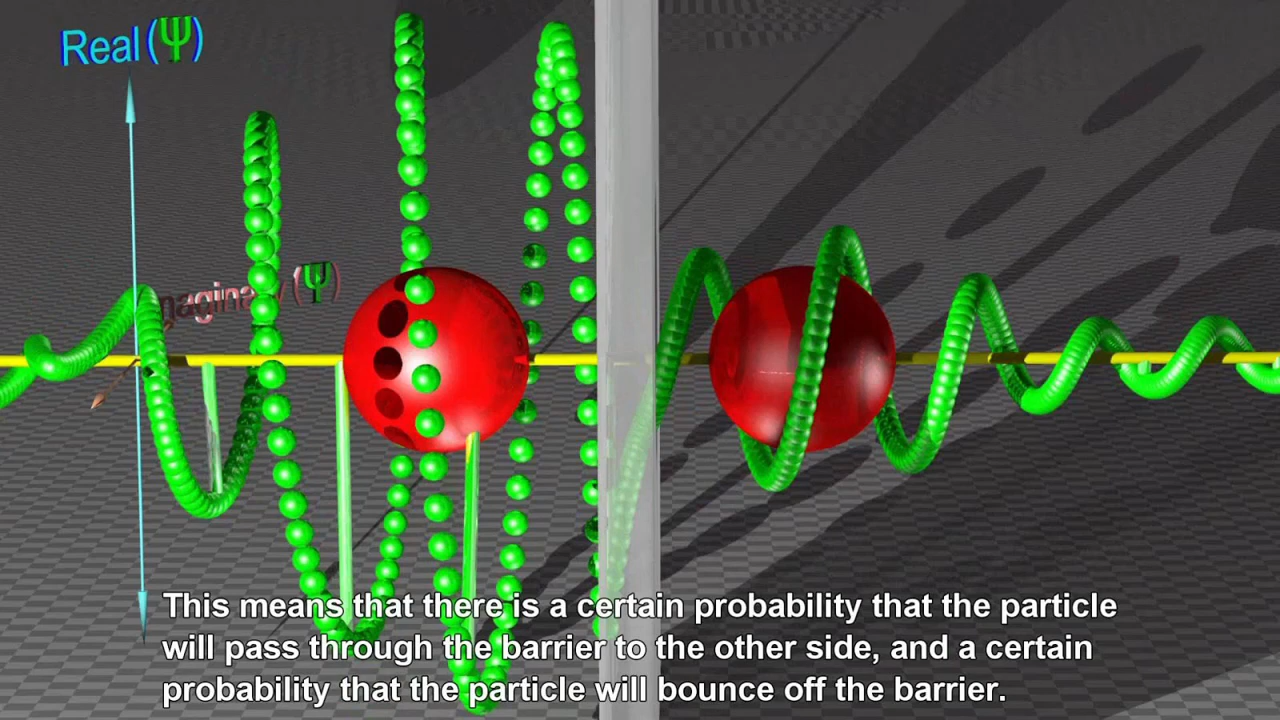 Real (Ψ)
Imaginary (Ψ)
This means that there is a certain probability that the particle
will pass through the barrier to the other side, and a certain
probability that the particle will bounce off the barrier.